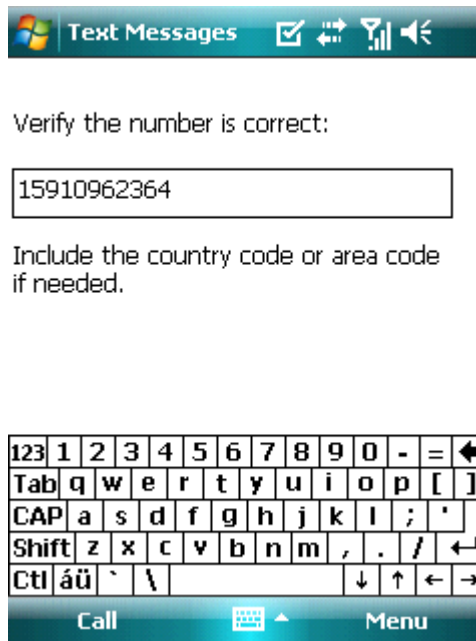 Text Messages
Verify the number is correct:
15910962364
Include the country code or area code
if needed.
123 1 2 3 4 5 6 7 8 9 0 - =
Tab q w e r t y u i o p [ ]
CAP a s d f g h j k l ; '
Shift z x c v b n m , . /
Ctl áü ` \
Call Menu